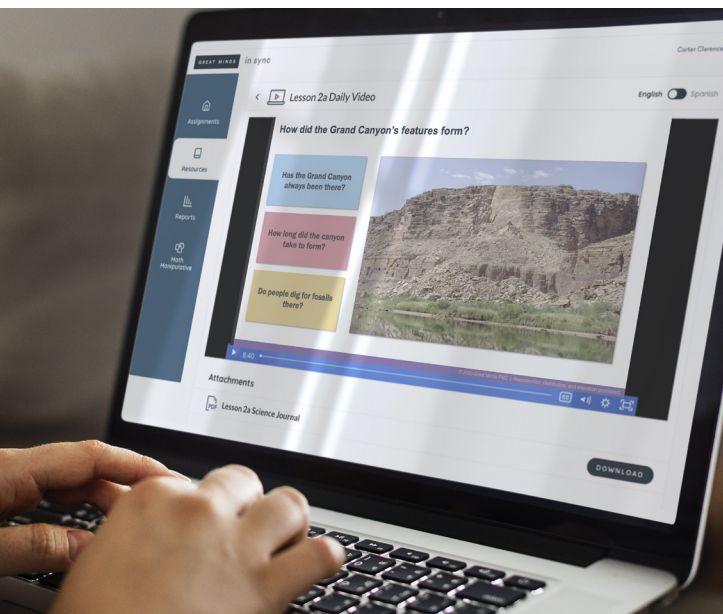 GREAT MINDS in sync
Carter Clarence
Assignments
Resources
Reports
Math
Manipulative
Lesson 2a Daily Video
English Spanish
How did the Grand Canyon's features form?
Has the Grand Canyon
always been there?
How long did the canyon
take to form?
Do people dig for fossils
there?
8:40
CC
Attachments
PDF Lesson 2a Science Journal
DOWNLOAD